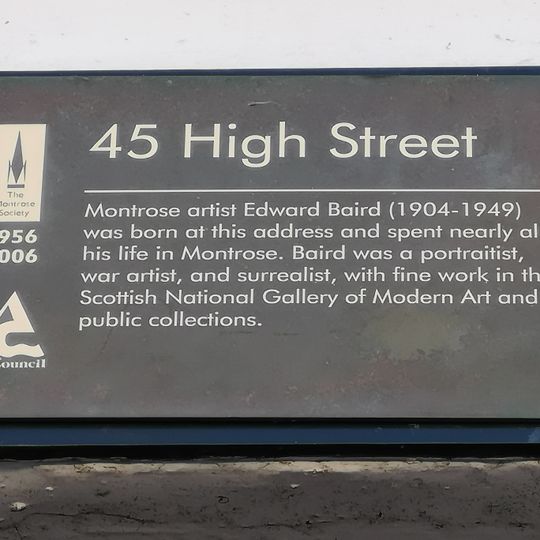 45 High Street
Montrose artist Edward Baird (1904-1949)
was born at this address and spent nearly al
his life in Montrose. Baird was a portraitist,
war artist, and surrealist, with fine work in th
Scottish National Gallery of Modern Art and
public collections.
The
Montrose
Society
956
006
Council